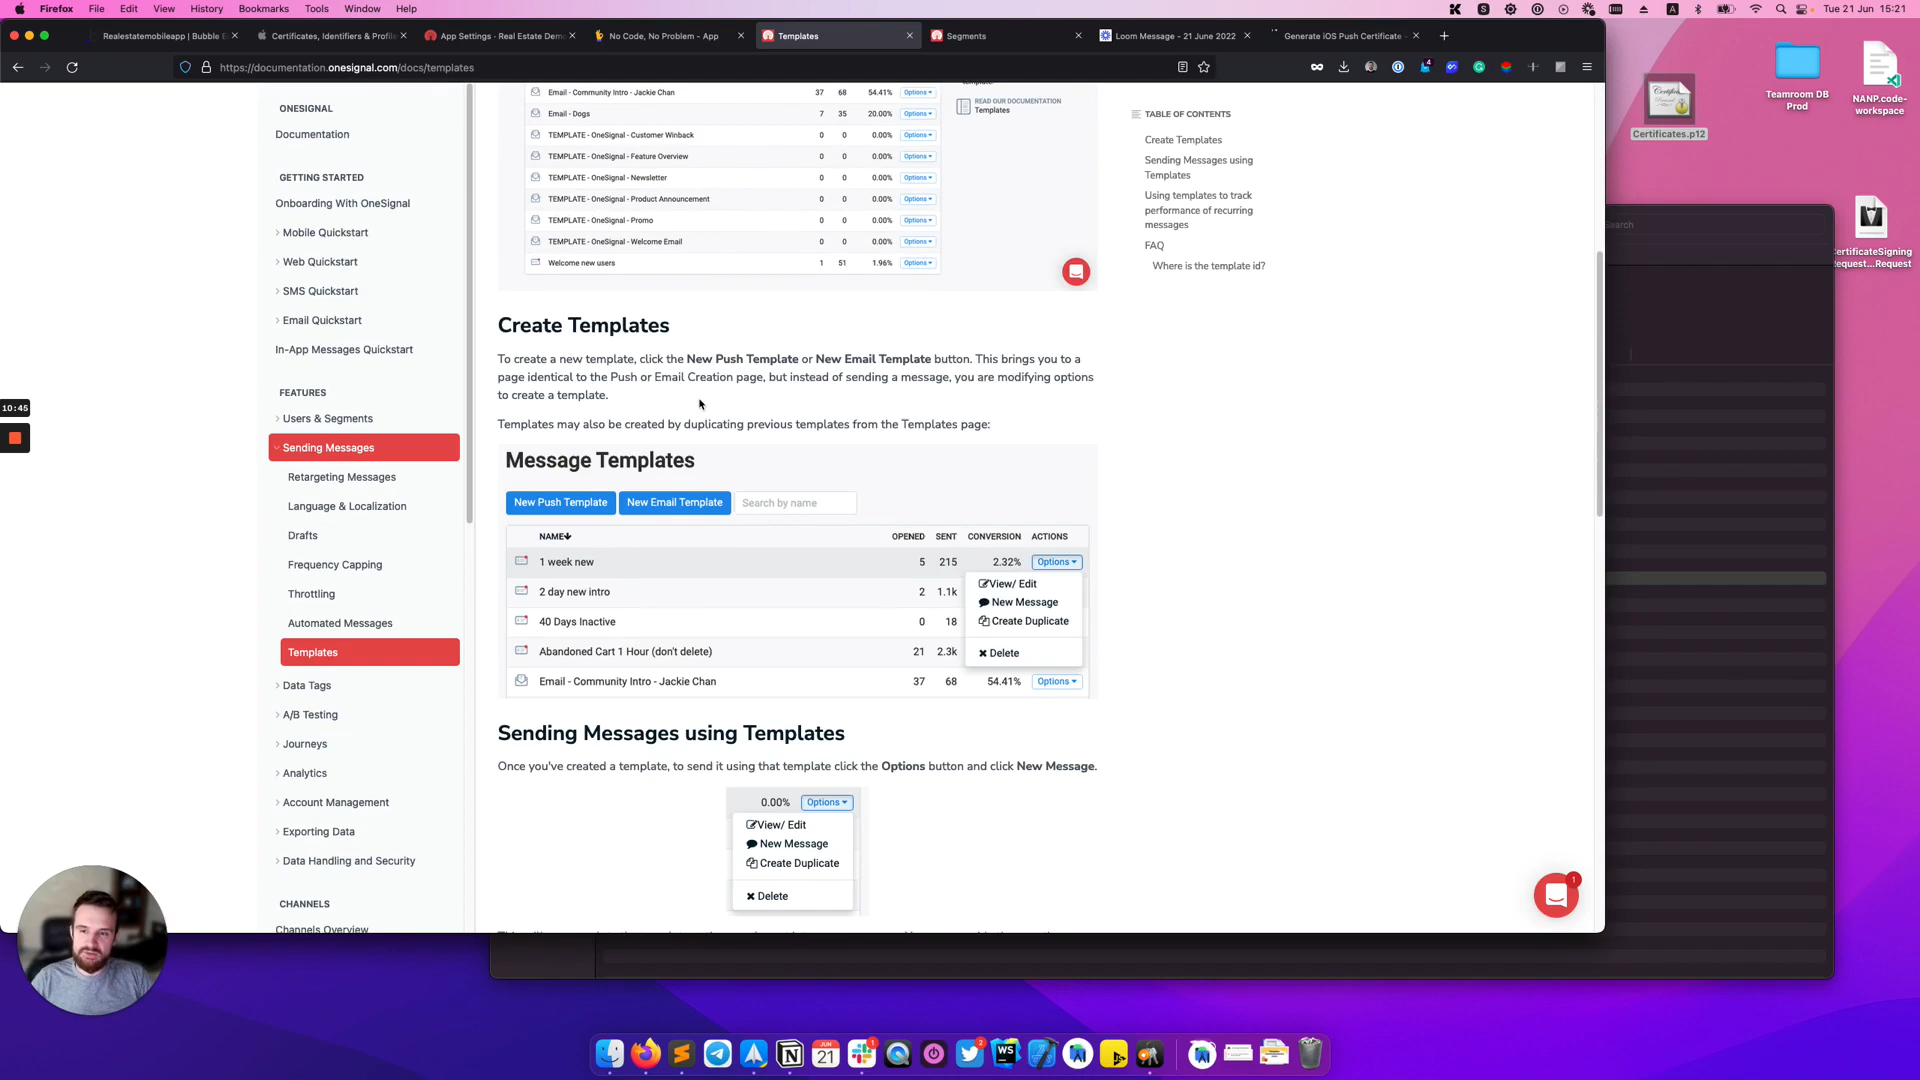 Firefox File Edit View History Bookmarks Tools Window Help
Tue 21 Jun 15:21
Realestatemobileapp | Bubble E
Certificates, Identifiers & Profile
App Settings - Real Estate Demo
No Code, No Problem - App
Templates
Segments
Loom Message - 21 June 2022
Generate iOS Push Certificate -
https://documentation.onesignal.com/docs/templates
Teamroom DB
Prod
NANP.code-
workspace
Certificates.p12
CertificateSigning
Request...Request
Search
10:45
ONESIGNAL
Documentation
GETTING STARTED
Onboarding With OneSignal
Mobile Quickstart
Web Quickstart
SMS Quickstart
Email Quickstart
In-App Messages Quickstart
FEATURES
Users & Segments
Sending Messages
Retargeting Messages
Language & Localization
Drafts
Frequency Capping
Throttling
Automated Messages
Templates
Data Tags
A/B Testing
Journeys
Analytics
Account Management
Exporting Data
Data Handling and Security
CHANNELS
Channels Overview
Email - Community Intro - Jackie Chan 37 68 54.41% Options
Email - Dogs 7 35 20.00% Options
TEMPLATE - OneSignal - Customer Winback 0 0 0.00% Options
TEMPLATE - OneSignal - Feature Overview 0 0 0.00% Options
TEMPLATE - OneSignal - Newsletter 0 0 0.00% Options
TEMPLATE - OneSignal - Product Announcement 0 0 0.00% Options
TEMPLATE - OneSignal - Promo 0 0 0.00% Options
TEMPLATE - OneSignal - Welcome Email 0 0 0.00% Options
Welcome new users 1 51 1.96% Options
READ OUR DOCUMENTATION
Templates
Create Templates
To create a new template, click the New Push Template or New Email Template button. This brings you to a
page identical to the Push or Email Creation page, but instead of sending a message, you are modifying options
to create a template.
Templates may also be created by duplicating previous templates from the Templates page:
Message Templates
New Push Template New Email Template Search by name
NAME OPENED SENT CONVERSION ACTIONS
1 week new 5 215 2.32% Options
2 day new intro 2 1.1k
40 Days Inactive 0 18
Abandoned Cart 1 Hour (don't delete) 21 2.3k
Email - Community Intro - Jackie Chan 37 68 54.41% Options
View/ Edit
New Message
Create Duplicate
Delete
Sending Messages using Templates
Once you've created a template, to send it using that template click the Options button and click New Message.
0.00% Options
View/ Edit
New Message
Create Duplicate
Delete
TABLE OF CONTENTS
Create Templates
Sending Messages using
Templates
Using templates to track
performance of recurring
messages
FAQ
Where is the template id?
1
JUN
21
1
2
WS